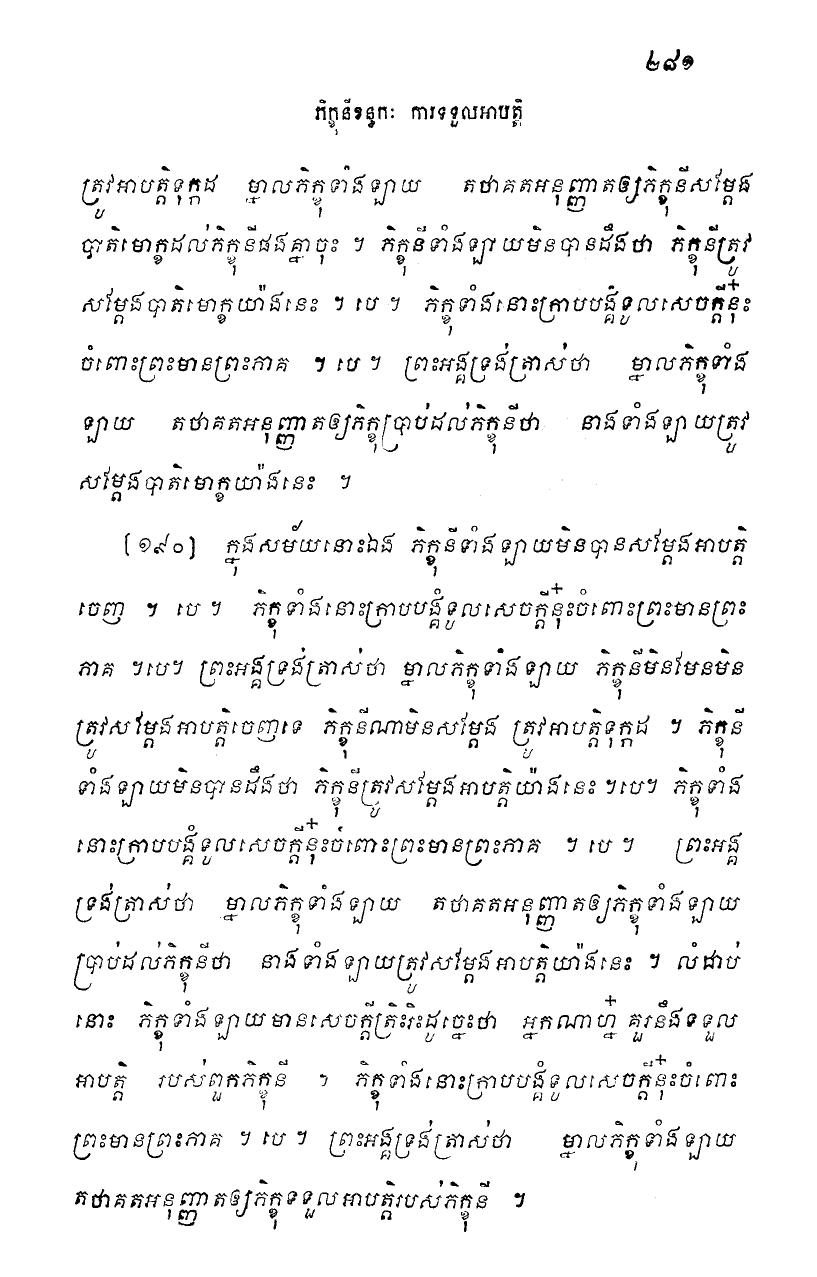 ២៨១
ភិក្ខុនីខន្ធកៈ ការទទួលអាបត្តិ
ត្រូវអាបត្តិទុក្កដ ម្នាលភិក្ខុទាំងឡាយ តថាគតអនុញ្ញាតឲ្យភិក្ខុនីសម្តែង
បាតិមោក្ខដល់ភិក្ខុនីផងគ្នាចុះ ។ ភិក្ខុនីទាំងឡាយមិនបានដឹងថា ភិក្ខុនីត្រូវ
សម្តែងបាតិមោក្ខយ៉ាងនេះ ។ បេ ។ ភិក្ខុទាំងនោះក្រាបបង្គំទូលសេចក្តីនុ៎ះ
ចំពោះព្រះមានព្រះភាគ ។ បេ ។ ព្រះអង្គទ្រង់ត្រាស់ថា ម្នាលភិក្ខុទាំង
ឡាយ តថាគតអនុញ្ញាតឲ្យភិក្ខុប្រាប់ដល់ភិក្ខុនីថា នាងទាំងឡាយត្រូវ
សម្តែងបាតិមោក្ខយ៉ាងនេះ ។
[១៩០] ក្នុងសម័យនោះឯង ភិក្ខុនីទាំងឡាយមិនបានសម្តែងអាបត្តិ
ចេញ ។ បេ ។ ភិក្ខុទាំងនោះក្រាបបង្គំទូលសេចក្តីនុ៎ះចំពោះព្រះមានព្រះ
ភាគ ។បេ។ ព្រះអង្គទ្រង់ត្រាស់ថា ម្នាលភិក្ខុទាំងឡាយ ភិក្ខុនីមិនមែនមិន
ត្រូវសម្តែងអាបត្តិចេញទេ ភិក្ខុនីណាមិនសម្តែង ត្រូវអាបត្តិទុក្កដ ។ ភិក្ខុនី
ទាំងឡាយមិនបានដឹងថា ភិក្ខុនីត្រូវសម្តែងអាបត្តិយ៉ាងនេះ ។បេ។ ភិក្ខុទាំង
នោះក្រាបបង្គំទូលសេចក្តីនុ៎ះចំពោះព្រះមានព្រះភាគ ។ បេ ។ ព្រះអង្គ
ទ្រង់ត្រាស់ថា ម្នាលភិក្ខុទាំងឡាយ តថាគតអនុញ្ញាតឲ្យភិក្ខុទាំងឡាយ
ប្រាប់ដល់ភិក្ខុនីថា នាងទាំងឡាយត្រូវសម្តែងអាបត្តិយ៉ាងនេះ ។ លំដាប់
នោះ ភិក្ខុទាំងឡាយមានសេចក្តីត្រិះរិះដូច្នេះថា អ្នកណាហ្ន៎ គួរនឹងទទួល
អាបត្តិ របស់ពួកភិក្ខុនី ។ ភិក្ខុទាំងនោះក្រាបបង្គំទូលសេចក្តីនុ៎ះចំពោះ
ព្រះមានព្រះភាគ ។ បេ ។ ព្រះអង្គទ្រង់ត្រាស់ថា ម្នាលភិក្ខុទាំងឡាយ
តថាគតអនុញ្ញាតឲ្យភិក្ខុទទួលអាបត្តិរបស់ភិក្ខុនី ។